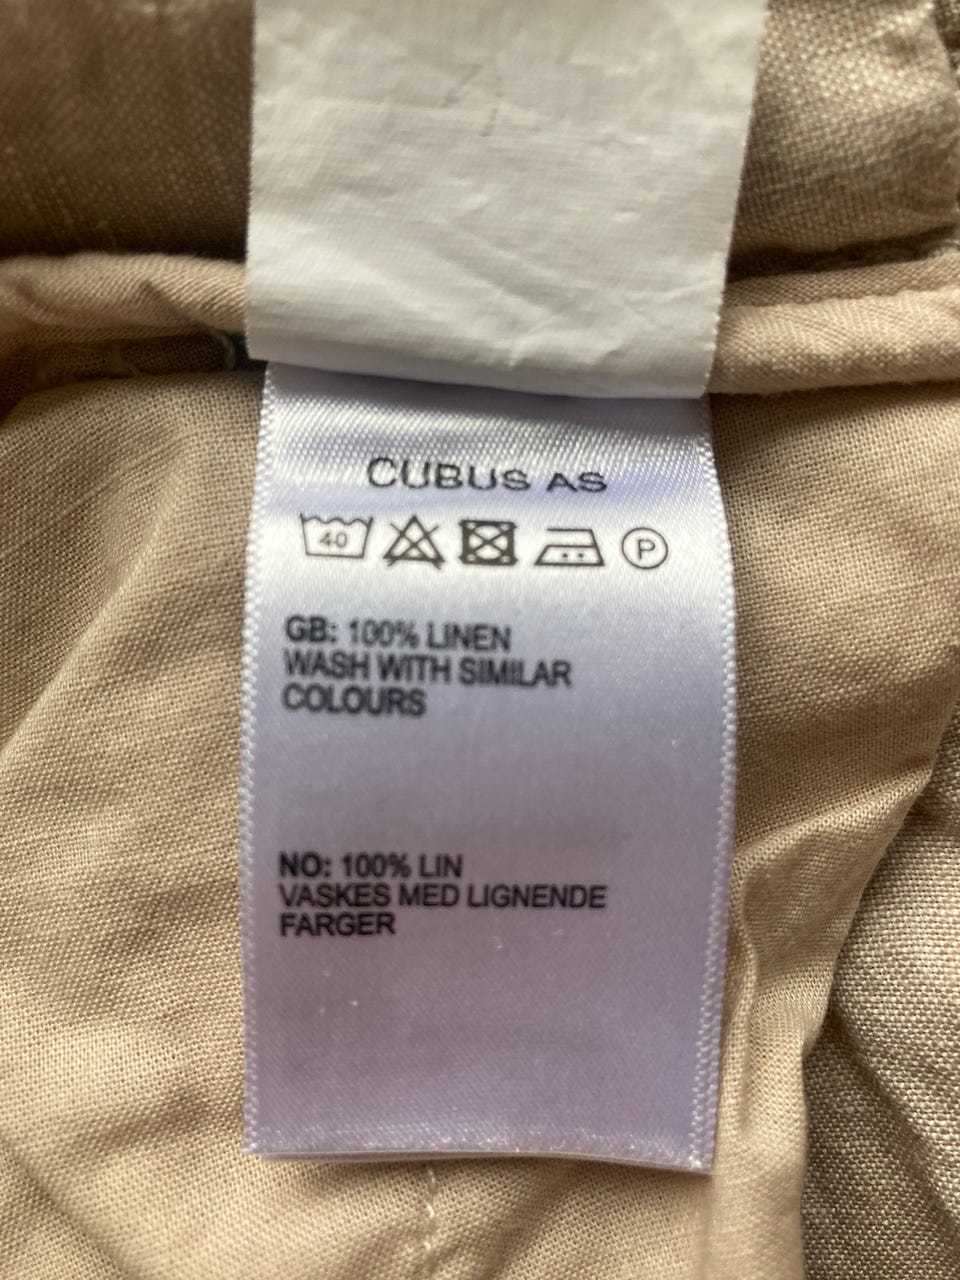 CUBUS AS
40 P
GB: 100% LINEN
WASH WITH SIMILAR
COLOURS
NO: 100% LIN
VASKES MED LIGNENDE
FARGER